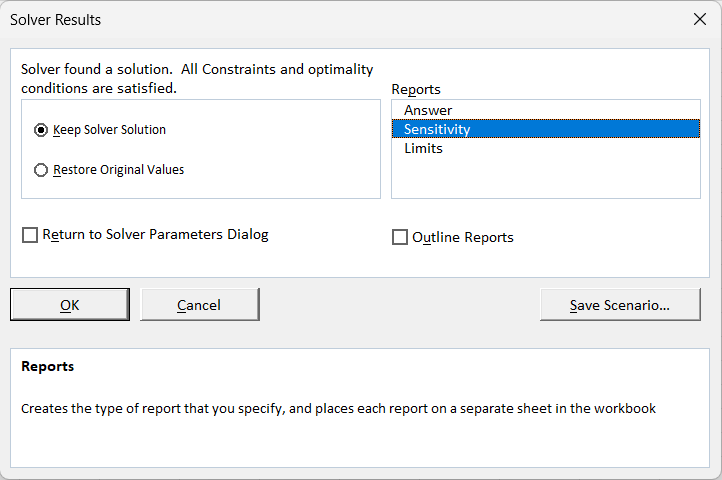 Solver Results
Solver found a solution.  All Constraints and optimality
conditions are satisfied.
Reports
Answer
Sensitivity
Limits
Keep Solver Solution
Restore Original Values
Return to Solver Parameters Dialog
Outline Reports
OK
Cancel
Save Scenario...
Reports
Creates the type of report that you specify, and places each report on a separate sheet in the workbook